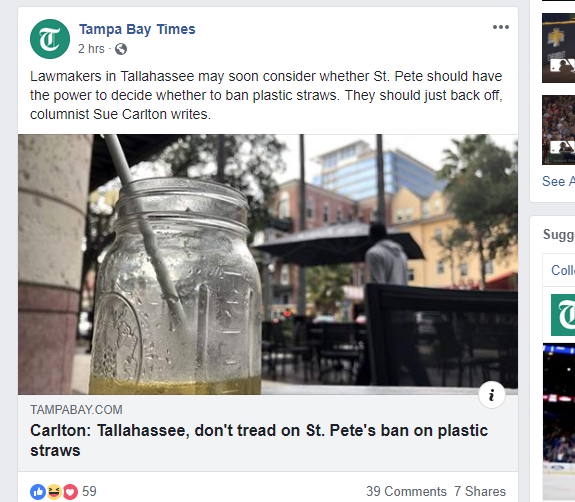 Tampa Bay Times
2 hrs ·
Lawmakers in Tallahassee may soon consider whether St. Pete should have
the power to decide whether to ban plastic straws. They should just back off,
columnist Sue Carlton writes.
TAMPABAY.COM
Carlton: Tallahassee, don't tread on St. Pete's ban on plastic
straws
59
39 Comments 7 Shares
See A
Sugg
Coll